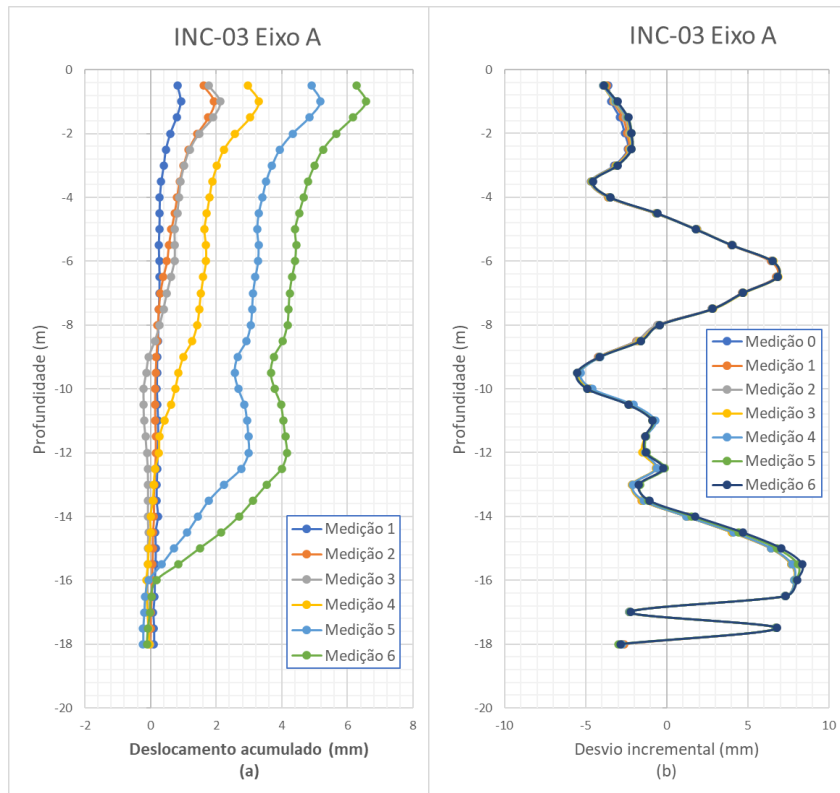 INC-03 Eixo A
0
-2
-4
-6
-8
-10
-12
-14
-16
-18
-20
Profundidade (m)
Medição 1
Medição 2
Medição 3
Medição 4
Medição 5
Medição 6
-2
0
2
4
6
8
Deslocamento acumulado (mm)
(a)
INC-03 Eixo A
0
-2
-4
-6
-8
-10
-12
-14
-16
-18
-20
Profundidade (m)
Medição 0
Medição 1
Medição 2
Medição 3
Medição 4
Medição 5
Medição 6
-10
-5
0
5
10
Desvio incremental (mm)
(b)